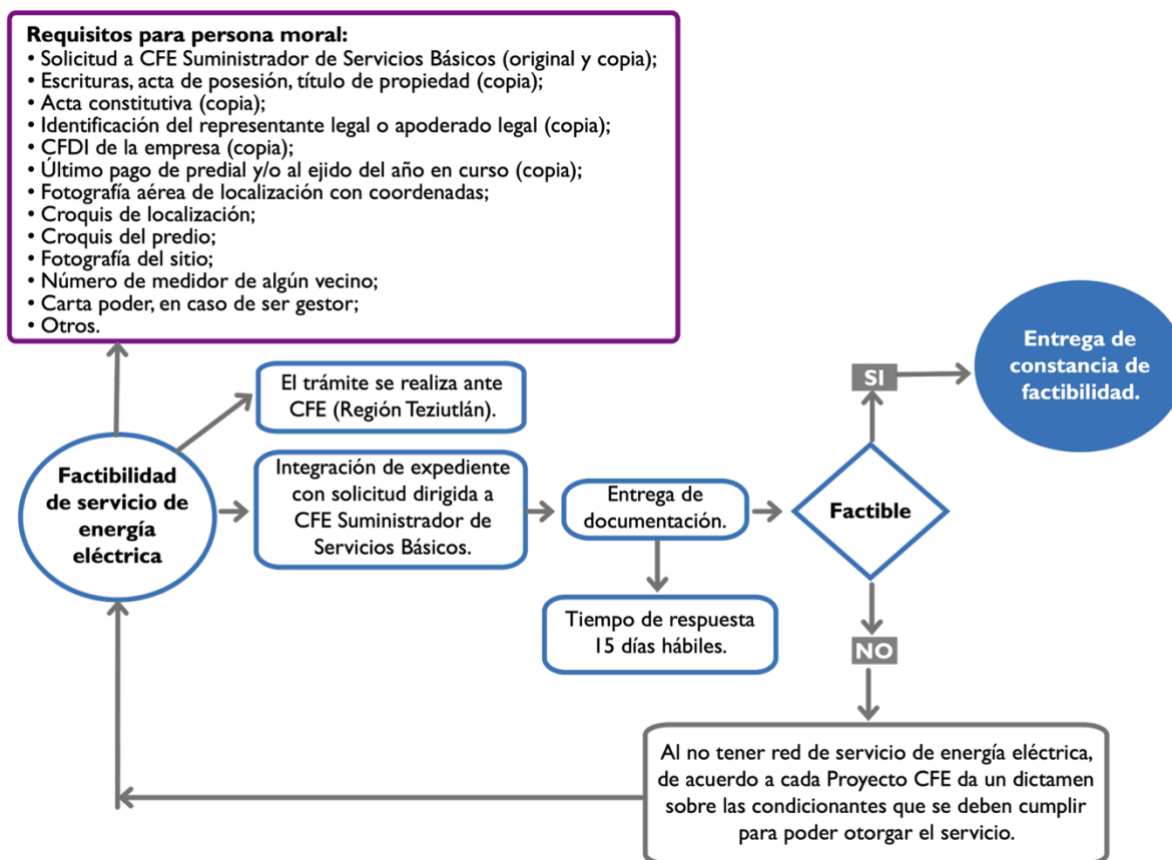 Requisitos para persona moral:
• Solicitud a CFE Suministrador de Servicios Básicos (original y copia);
• Escrituras, acta de posesión, título de propiedad (copia);
• Acta constitutiva (copia);
• Identificación del representante legal o apoderado legal (copia);
• CFDI de la empresa (copia);
• Último pago de predial y/o al ejido del año en curso (copia);
• Fotografía aérea de localización con coordenadas;
• Croquis de localización;
• Croquis del predio;
• Fotografía del sitio;
• Número de medidor de algún vecino;
• Carta poder, en caso de ser gestor;
• Otros.
El trámite se realiza ante
CFE (Región Teziutlán).
Factibilidad
de servicio de
energía
eléctrica
Integración de expediente
con solicitud dirigida a
CFE Suministrador de
Servicios Básicos.
Entrega de
documentación.
Tiempo de respuesta
15 días hábiles.
Factible
SI
Entrega de
constancia de
factibilidad.
NO
Al no tener red de servicio de energía eléctrica,
de acuerdo a cada Proyecto CFE da un dictamen
sobre las condicionantes que se deben cumplir
para poder otorgar el servicio.